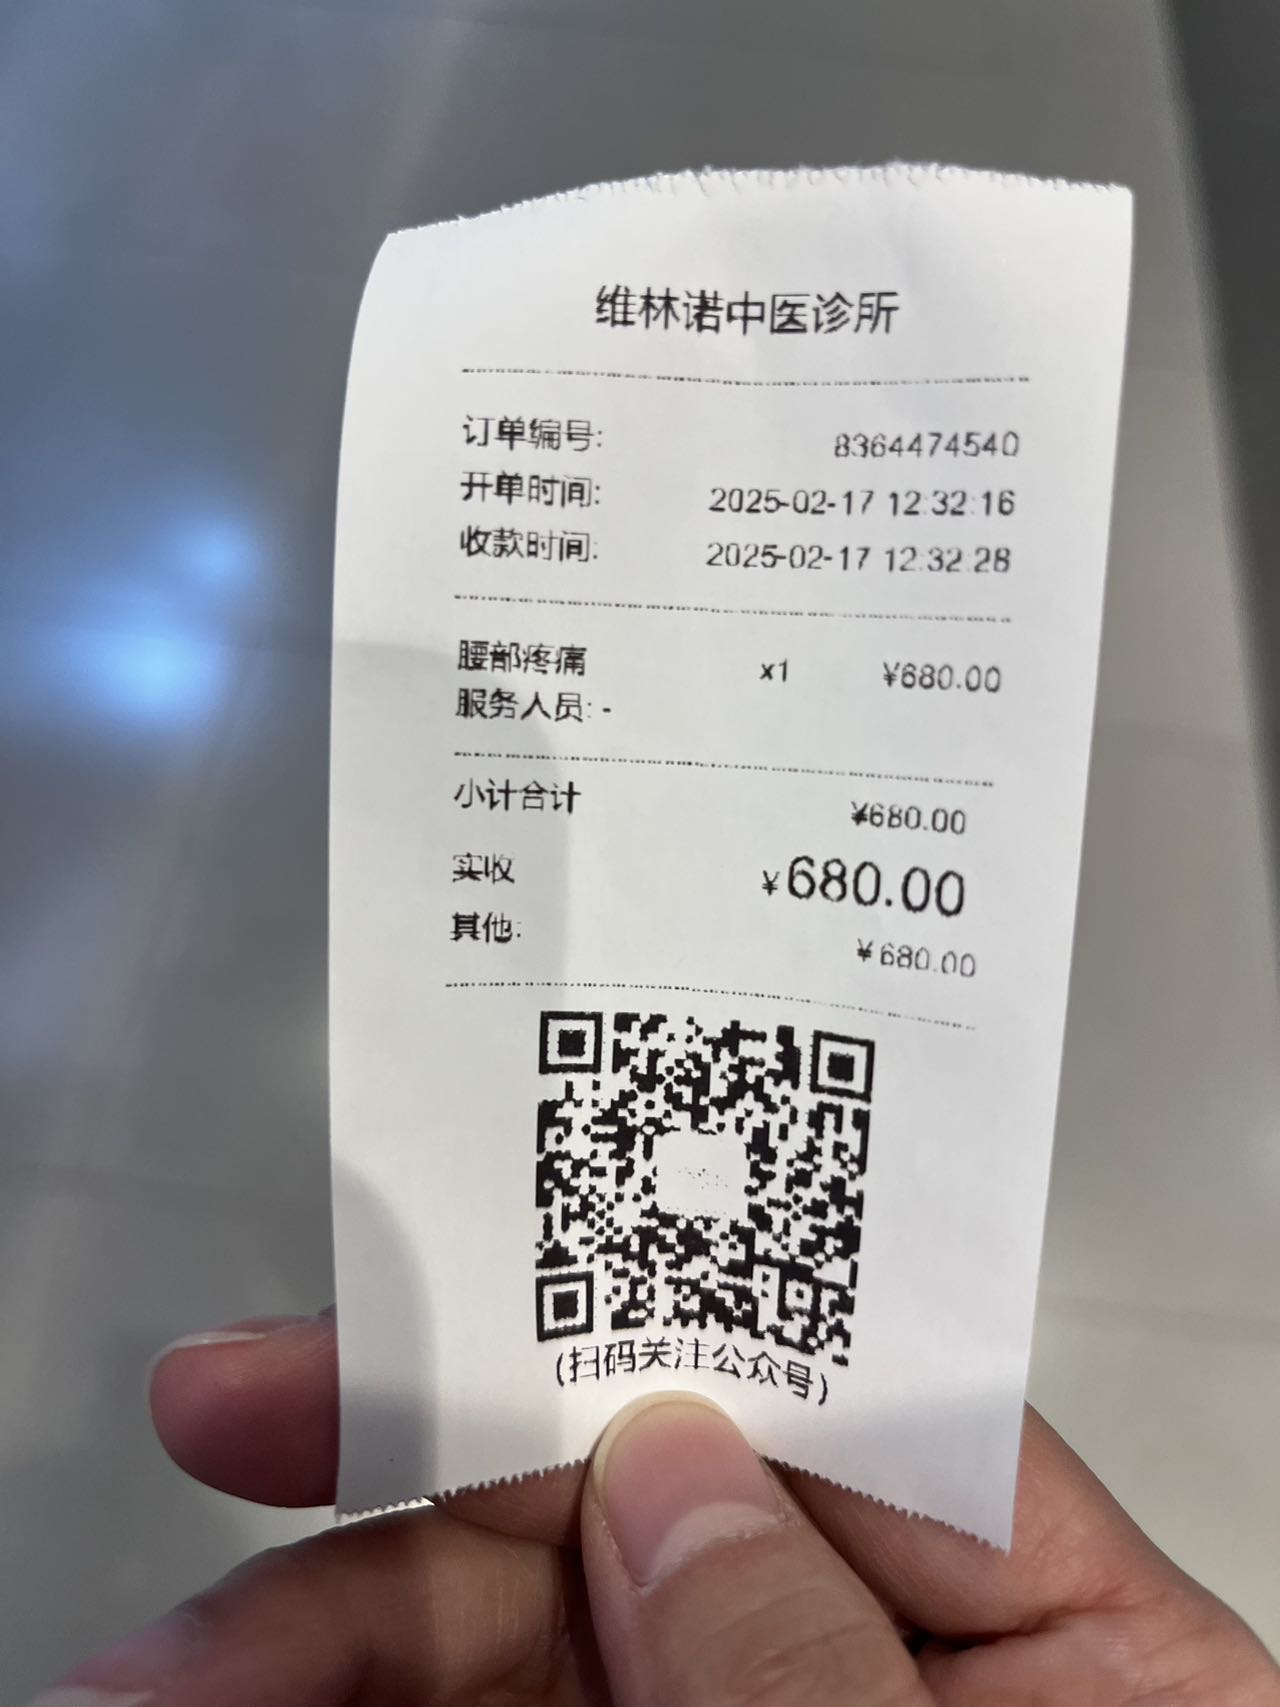 维林诺中医诊所
订单编号: 8364474540
开单时间: 2025-02-17 12:32:16
收款时间: 2025-02-17 12:32:28
腰部疼痛 x1 ¥680.00
服务人员: -
小计合计 ¥680.00
实收 ¥680.00
其他: ¥680.00
(扫码关注公众号)